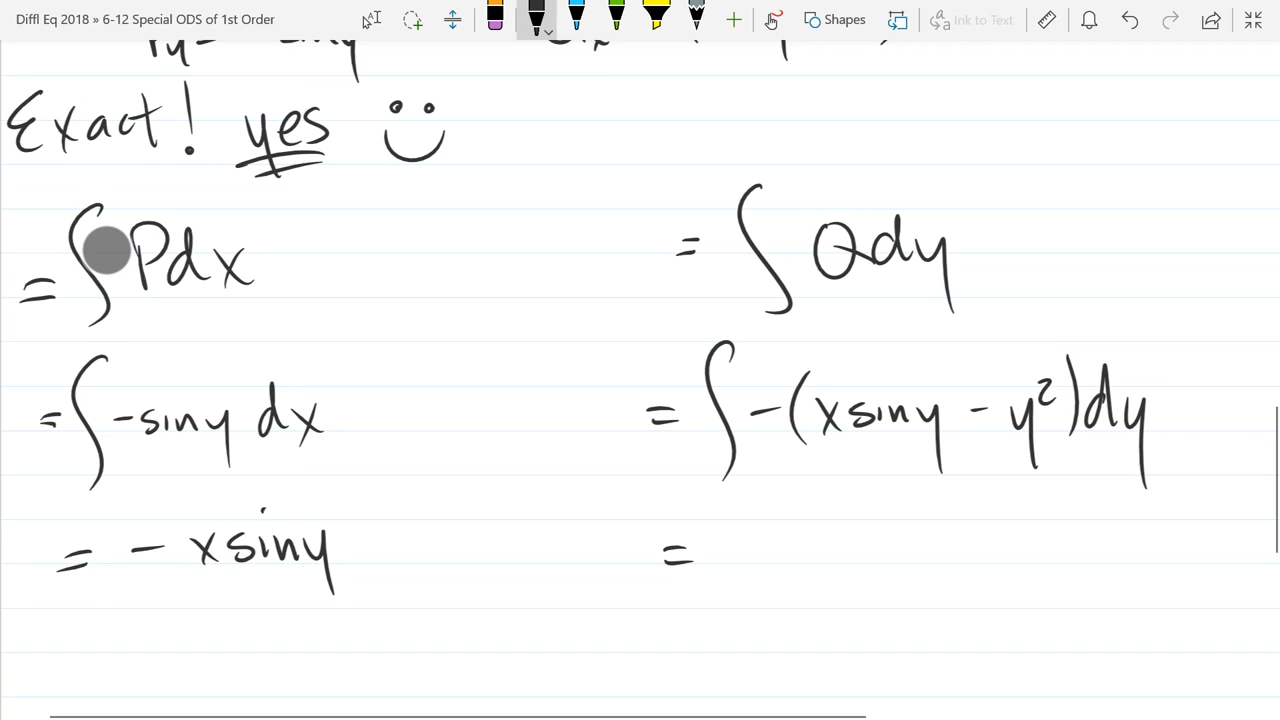 Diffl Eq 2018 » 6-12 Special ODS of 1st Order
Shapes
Ink to Text
Exact! yes
= ∫ Pdx
= ∫ Qdy
= ∫ -siny dx
= ∫ -(xsiny - y²)dy
= - xsiny
=